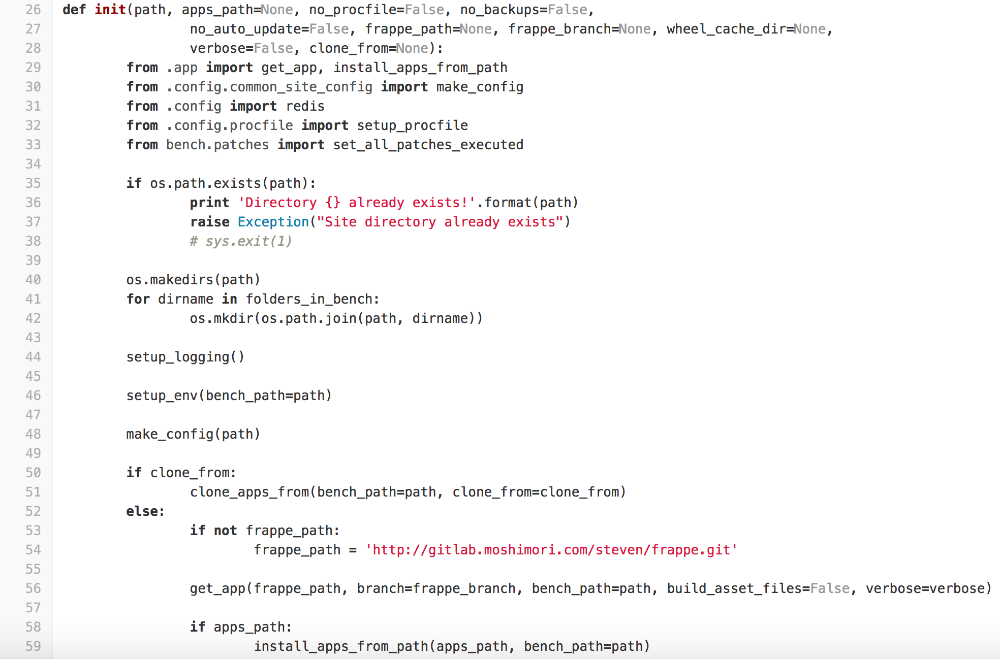 26 def init(path, apps_path=None, no_procfile=False, no_backups=False,
27 no_auto_update=False, frappe_path=None, frappe_branch=None, wheel_cache_dir=None,
28 verbose=False, clone_from=None):
29 from .app import get_app, install_apps_from_path
30 from .config.common_site_config import make_config
31 from .config import redis
32 from .config.procfile import setup_procfile
33 from bench.patches import set_all_patches_executed
34
35 if os.path.exists(path):
36 print 'Directory {} already exists!'.format(path)
37 raise Exception("Site directory already exists")
38 # sys.exit(1)
39
40 os.makedirs(path)
41 for dirname in folders_in_bench:
42 os.mkdir(os.path.join(path, dirname))
43
44 setup_logging()
45
46 setup_env(bench_path=path)
47
48 make_config(path)
49
50 if clone_from:
51 clone_apps_from(bench_path=path, clone_from=clone_from)
52 else:
53 if not frappe_path:
54 frappe_path = 'http://gitlab.moshimori.com/steven/frappe.git'
55
56 get_app(frappe_path, branch=frappe_branch, bench_path=path, build_asset_files=False, verbose=verbose)
57
58 if apps_path:
59 install_apps_from_path(apps_path, bench_path=path)